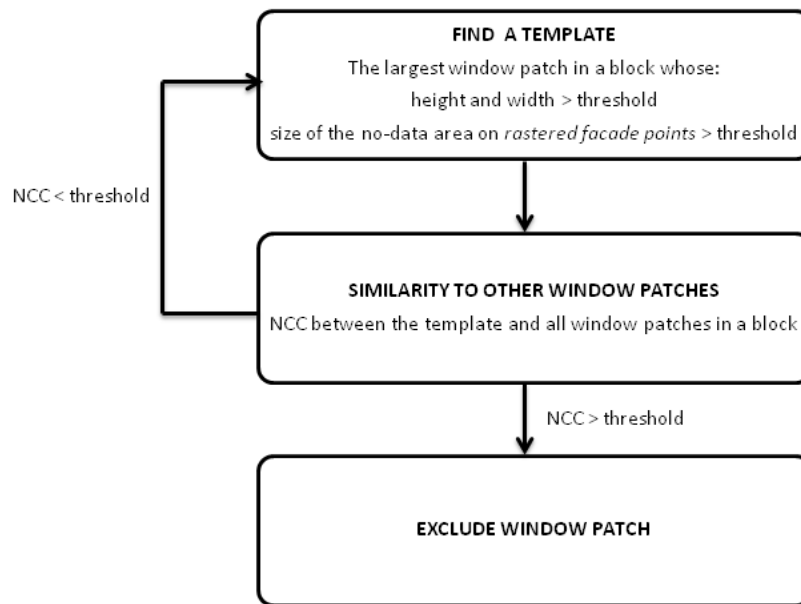 FIND A TEMPLATE
The largest window patch in a block whose:
height and width > threshold
size of the no-data area on rastered facade points > threshold
NCC < threshold
SIMILARITY TO OTHER WINDOW PATCHES
NCC between the template and all window patches in a block
NCC > threshold
EXCLUDE WINDOW PATCH